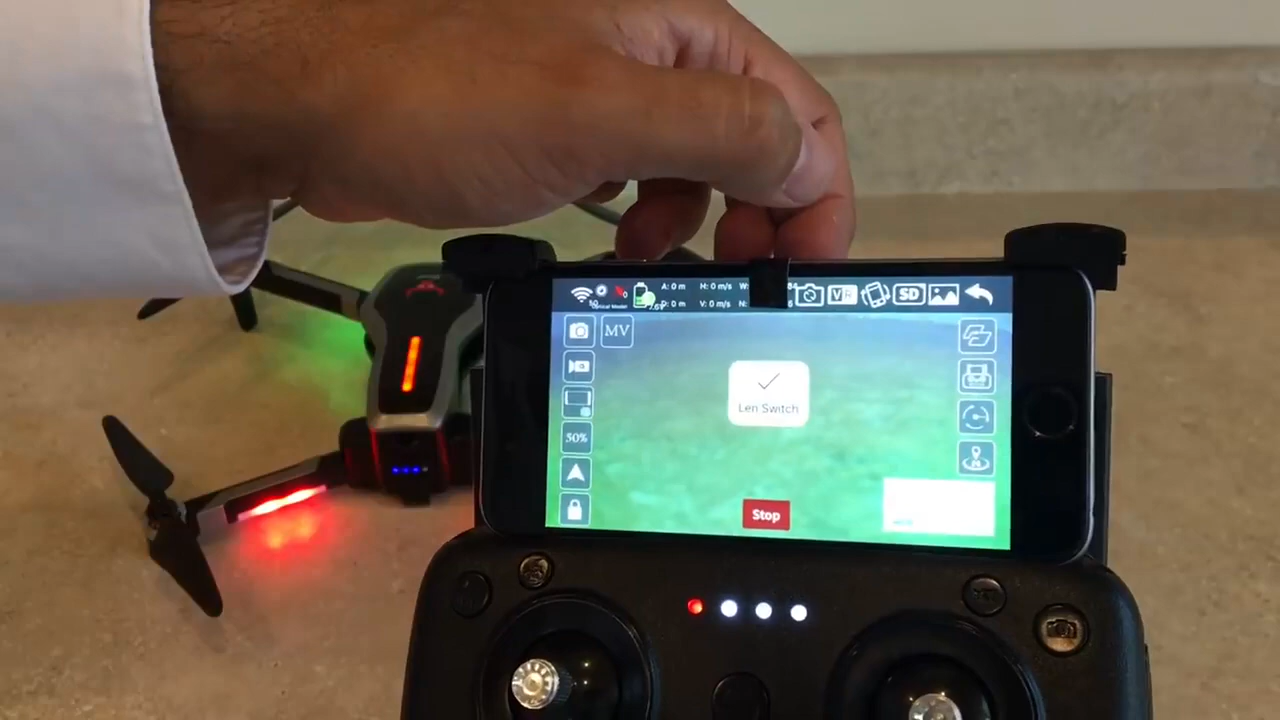 A: 0 m H: 0 m/s W:
D: 0 m V: 0 m/s N:
VR
SD
MV
50%
Len Switch
Stop